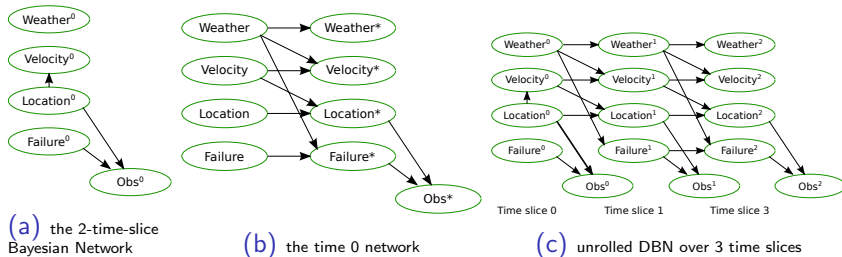 Weather⁰
Velocity⁰
Location⁰
Failure⁰
Obs⁰
(a) the 2-time-slice
Bayesian Network
Weather
Weather*
Velocity
Velocity*
Location
Location*
Failure
Failure*
Obs*
(b) the time 0 network
Weather⁰
Weather¹
Weather²
Velocity⁰
Velocity¹
Velocity²
Location⁰
Location¹
Location²
Failure⁰
Failure¹
Failure²
Obs⁰
Obs¹
Obs²
Time slice 0
Time slice 1
Time slice 3
(c) unrolled DBN over 3 time slices